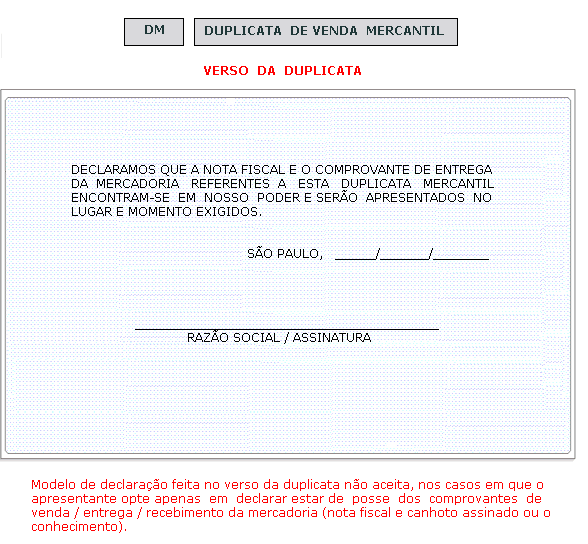 DM DUPLICATA DE VENDA MERCANTIL
VERSO DA DUPLICATA
DECLARAMOS QUE A NOTA FISCAL E O COMPROVANTE DE ENTREGA
DA MERCADORIA REFERENTES A ESTA DUPLICATA MERCANTIL
ENCONTRAM-SE EM NOSSO PODER E SERÃO APRESENTADOS NO
LUGAR E MOMENTO EXIGIDOS.
SÃO PAULO, ______/_______/________
RAZÃO SOCIAL / ASSINATURA
Modelo de declaração feita no verso da duplicata não aceita, nos casos em que o
apresentante opte apenas em declarar estar de posse dos comprovantes de
venda / entrega / recebimento da mercadoria (nota fiscal e canhoto assinado ou o
conhecimento).